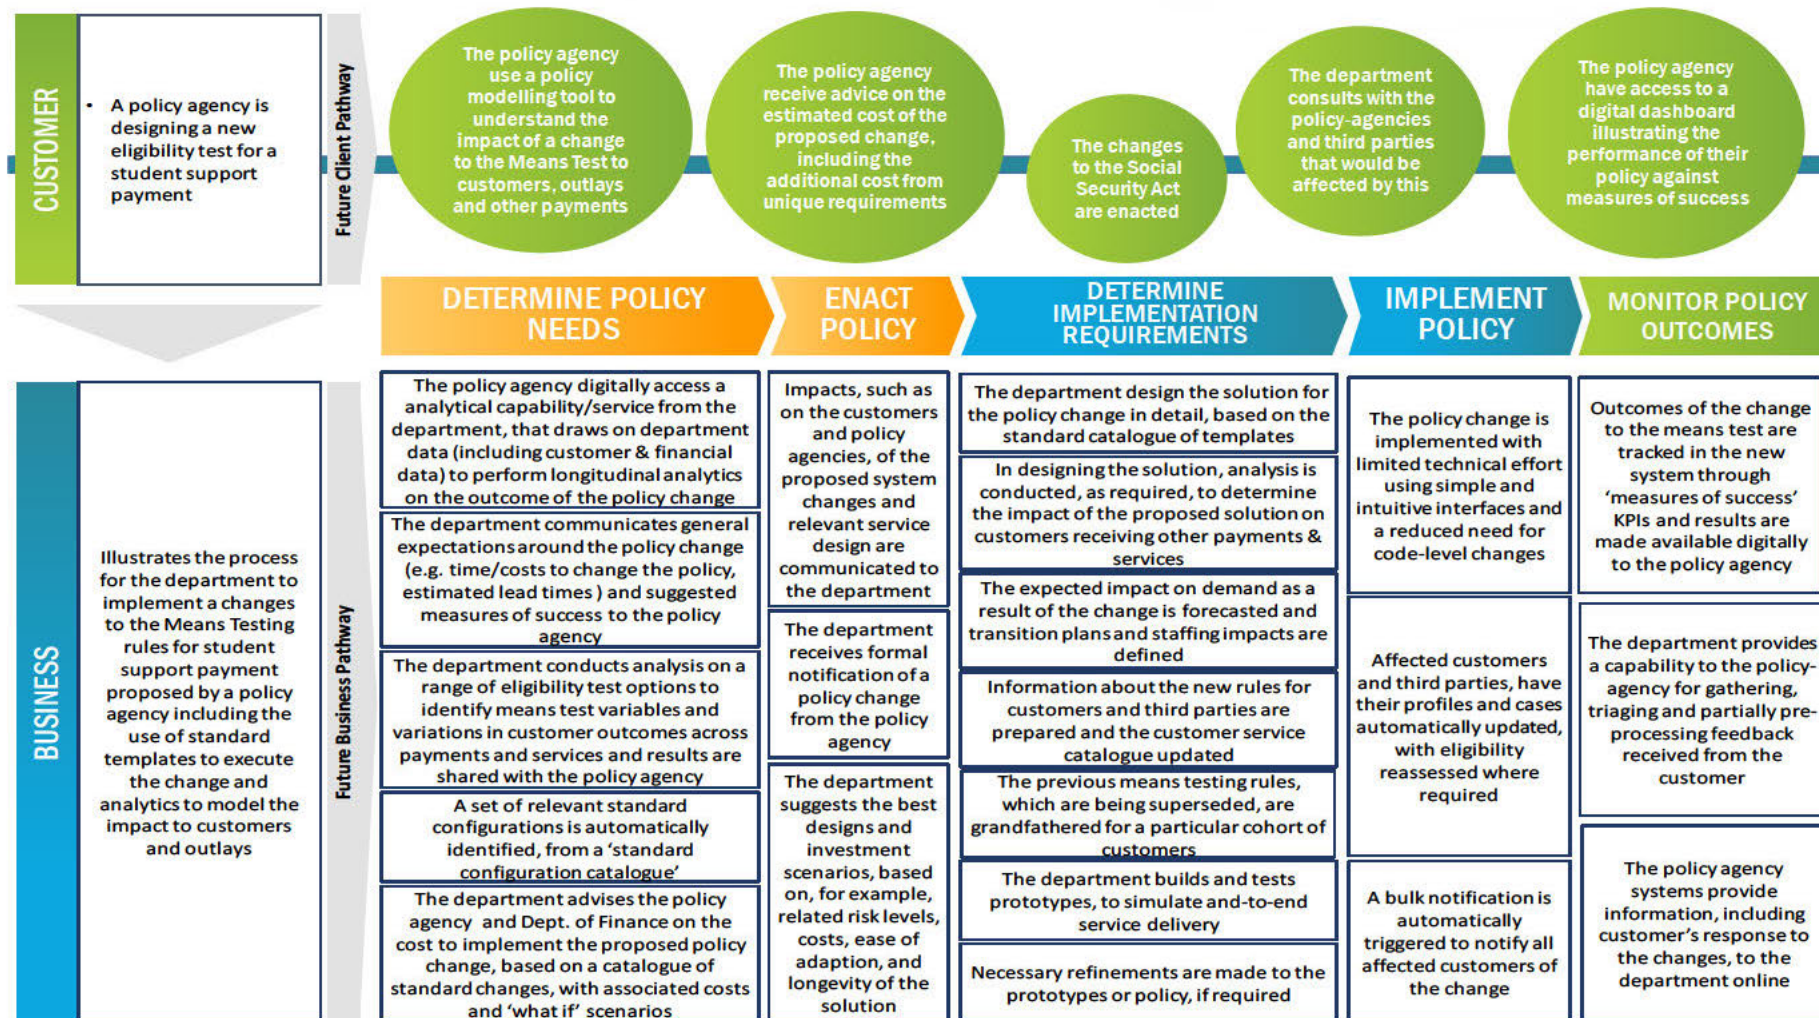 CUSTOMER
• A policy agency is
designing a new
eligibility test for a
student support
payment
Future Client Pathway
The policy agency
use a policy
modelling tool to
understand the
impact of a change
to the Means Test to
customers, outlays
and other payments
The policy agency
receive advice on the
estimated cost of the
proposed change,
including the
additional cost from
unique requirements
The changes
to the Social
Security Act
are enacted
The department
consults with the
policy-agencies
and third parties
that would be
affected by this
The policy agency
have access to a
digital dashboard
illustrating the
performance of their
policy against
measures of success
DETERMINE POLICY
NEEDS
ENACT
POLICY
DETERMINE
IMPLEMENTATION
REQUIREMENTS
IMPLEMENT
POLICY
MONITOR POLICY
OUTCOMES
BUSINESS
Illustrates the process
for the department to
implement a changes
to the Means Testing
rules for student
support payment
proposed by a policy
agency including the
use of standard
templates to execute
the change and
analytics to model the
impact to customers
and outlays
Future Business Pathway
The policy agency digitally access a
analytical capability/service from the
department, that draws on department
data (including customer & financial
data) to perform longitudinal analytics
on the outcome of the policy change
The department communicates general
expectations around the policy change
(e.g. time/costs to change the policy,
estimated lead times ) and suggested
measures of success to the policy
agency
The department conducts analysis on a
range of eligibility test options to
identify means test variables and
variations in customer outcomes across
payments and services and results are
shared with the policy agency
A set of relevant standard
configurations is automatically
identified, from a ‘standard
configuration catalogue’
The department advises the policy
agency and Dept. of Finance on the
cost to implement the proposed policy
change, based on a catalogue of
standard changes, with associated costs
and ‘what if’ scenarios
Impacts, such as
on the customers
and policy
agencies, of the
proposed system
changes and
relevant service
design are
communicated to
the department
The department
receives formal
notification of a
policy change
from the policy
agency
The department
suggests the best
designs and
investment
scenarios, based
on, for example,
related risk levels,
costs, ease of
adaption, and
longevity of the
solution
The department design the solution for
the policy change in detail, based on the
standard catalogue of templates
In designing the solution, analysis is
conducted, as required, to determine
the impact of the proposed solution on
customers receiving other payments &
services
The expected impact on demand as a
result of the change is forecasted and
transition plans and staffing impacts are
defined
Information about the new rules for
customers and third parties are
prepared and the customer service
catalogue updated
The previous means testing rules,
which are being superseded, are
grandfathered for a particular cohort of
customers
The department builds and tests
prototypes, to simulate and-to-end
service delivery
Necessary refinements are made to the
prototypes or policy, if required
The policy change is
implemented with
limited technical effort
using simple and
intuitive interfaces and
a reduced need for
code-level changes
Affected customers
and third parties, have
their profiles and cases
automatically updated,
with eligibility
reassessed where
required
A bulk notification is
automatically
triggered to notify all
affected customers of
the change
Outcomes of the change
to the means test are
tracked in the new
system through
‘measures of success’
KPIs and results are
made available digitally
to the policy agency
The department provides
a capability to the policy-
agency for gathering,
triaging and partially pre-
processing feedback
received from the
customer
The policy agency
systems provide
information, including
customer’s response to
the changes, to the
department online